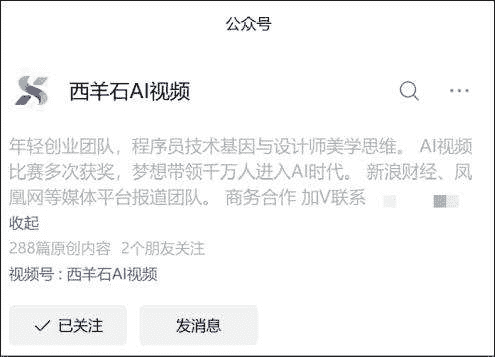 公众号
西羊石AI视频
年轻创业团队，程序员技术基因与设计师美学思维。 AI视频
比赛多次获奖，梦想带领千万人进入AI时代。 新浪财经、凤
凰网等媒体平台报道团队。 商务合作 加V联系
收起
288篇原创内容 2个朋友关注
视频号 : 西羊石AI视频
已关注 发消息